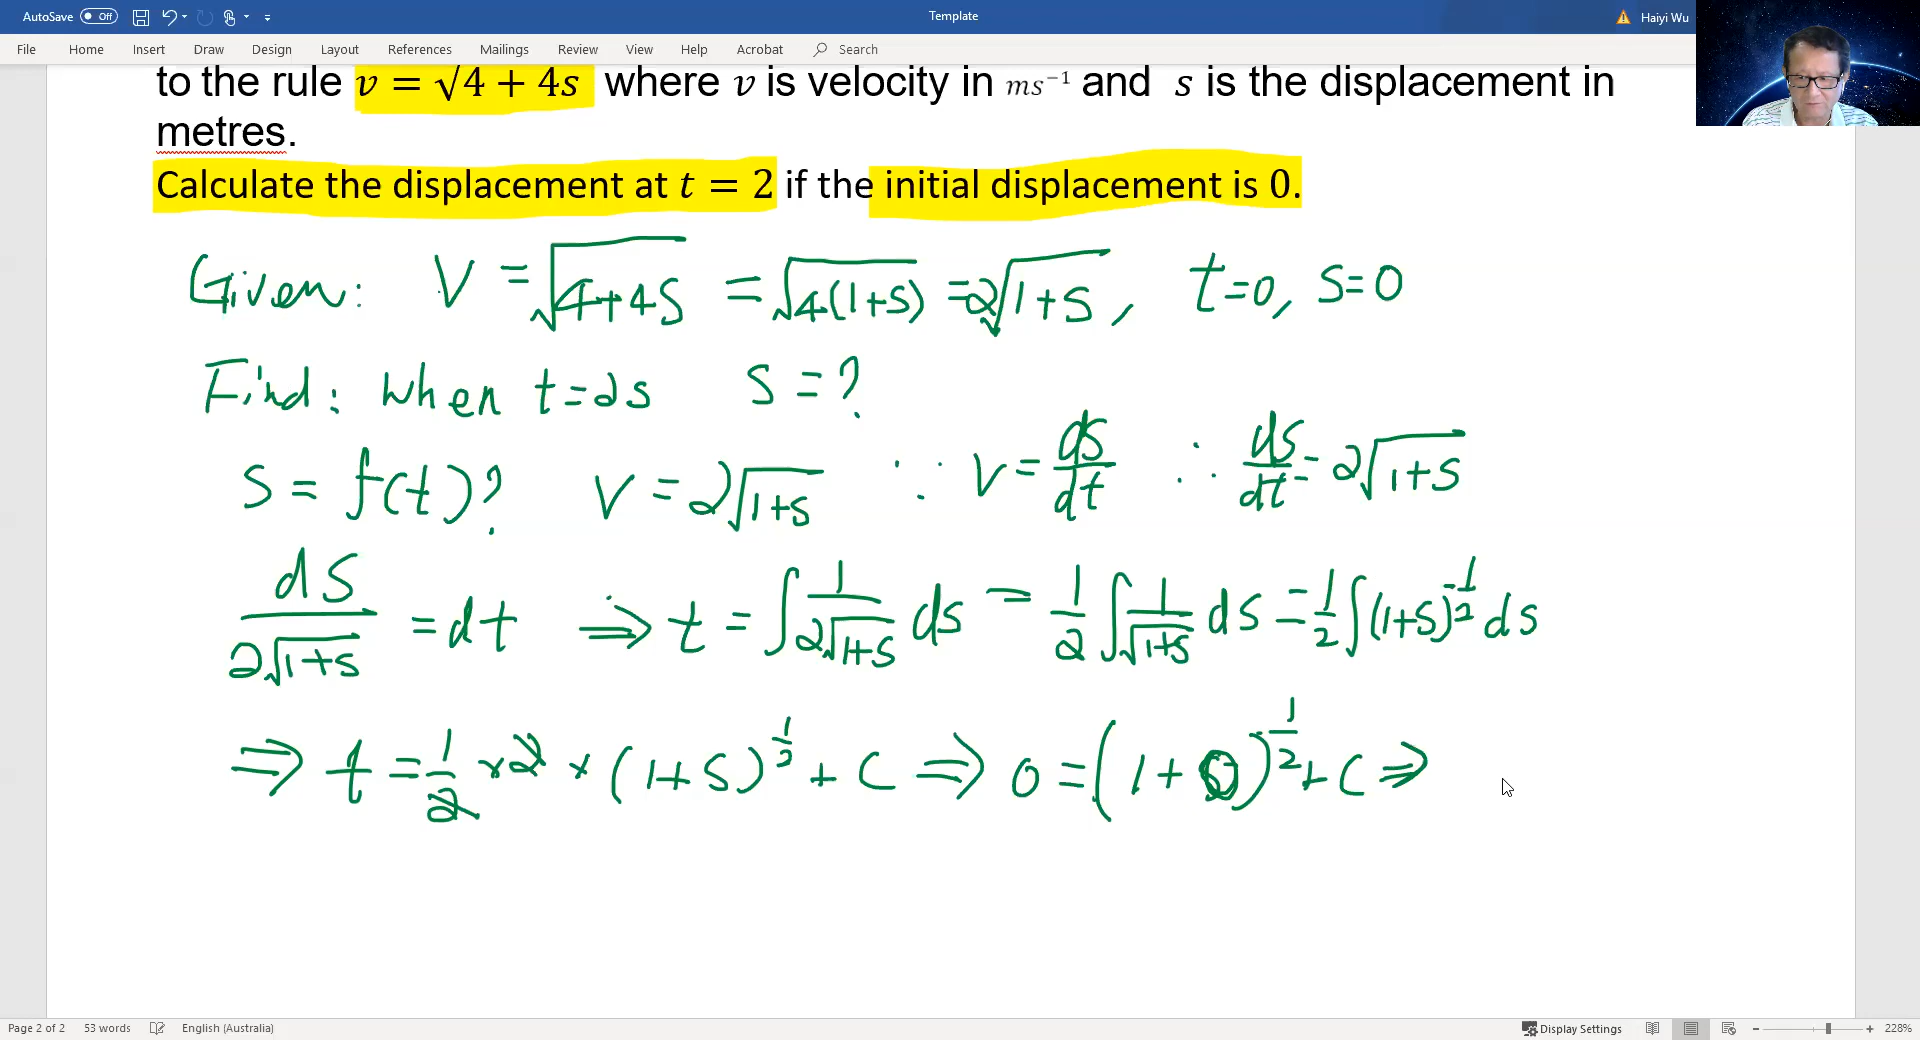 AutoSave Off Template Haiyi Wu
File Home Insert Draw Design Layout References Mailings Review View Help Acrobat Search
to the rule v = √4 + 4s where v is velocity in ms⁻¹ and s is the displacement in
metres.
Calculate the displacement at t = 2 if the initial displacement is 0.
Given: V = √(4+4S) = √(4(1+S)) = 2√(1+S), t=0, S=0
Find: When t=2s S=?
S = f(t)? V = 2√(1+S) ∵ V = ds/dt ∴ ds/dt = 2√(1+S)
dS/(2√(1+S)) = dt ⇒ t = ∫ 1/(2√(1+S)) dS = 1/2 ∫ 1/√(1+S) dS = 1/2 ∫ (1+S)^(-1/2) dS
⇒ t = 1/2 × 2 × (1+S)^(1/2) + C ⇒ 0 = (1+0)^(1/2) + C ⇒
Page 2 of 2 53 words English (Australia) Display Settings − + 228%